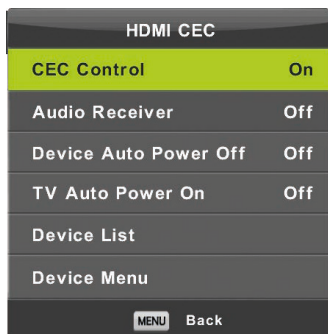 HDMI CEC
CEC Control On
Audio Receiver Off
Device Auto Power Off Off
TV Auto Power On Off
Device List
Device Menu
MENU Back